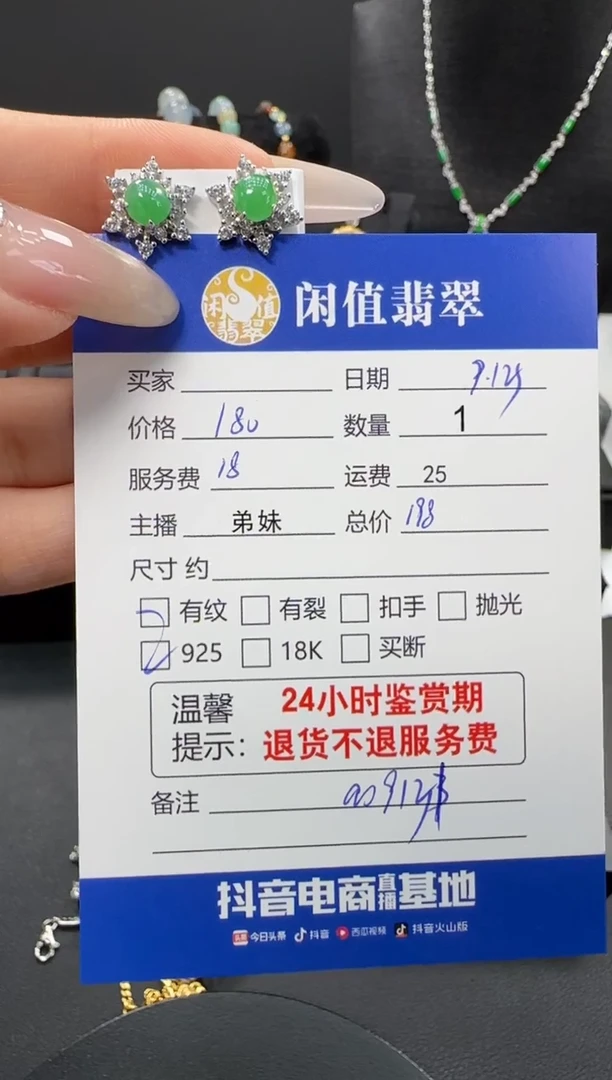 闲值翡翠
闲值翡翠
买家 日期
价格 180 数量 1
服务费 18 运费 25
主播 弟妹 总价 198
尺寸 约
有纹 有裂 扣手 抛光
925 18K 买断
温馨 24小时鉴赏期
提示: 退货不退服务费
备注
抖音电商直播基地
头条 今日头条 抖音 西瓜视频 抖音火山版